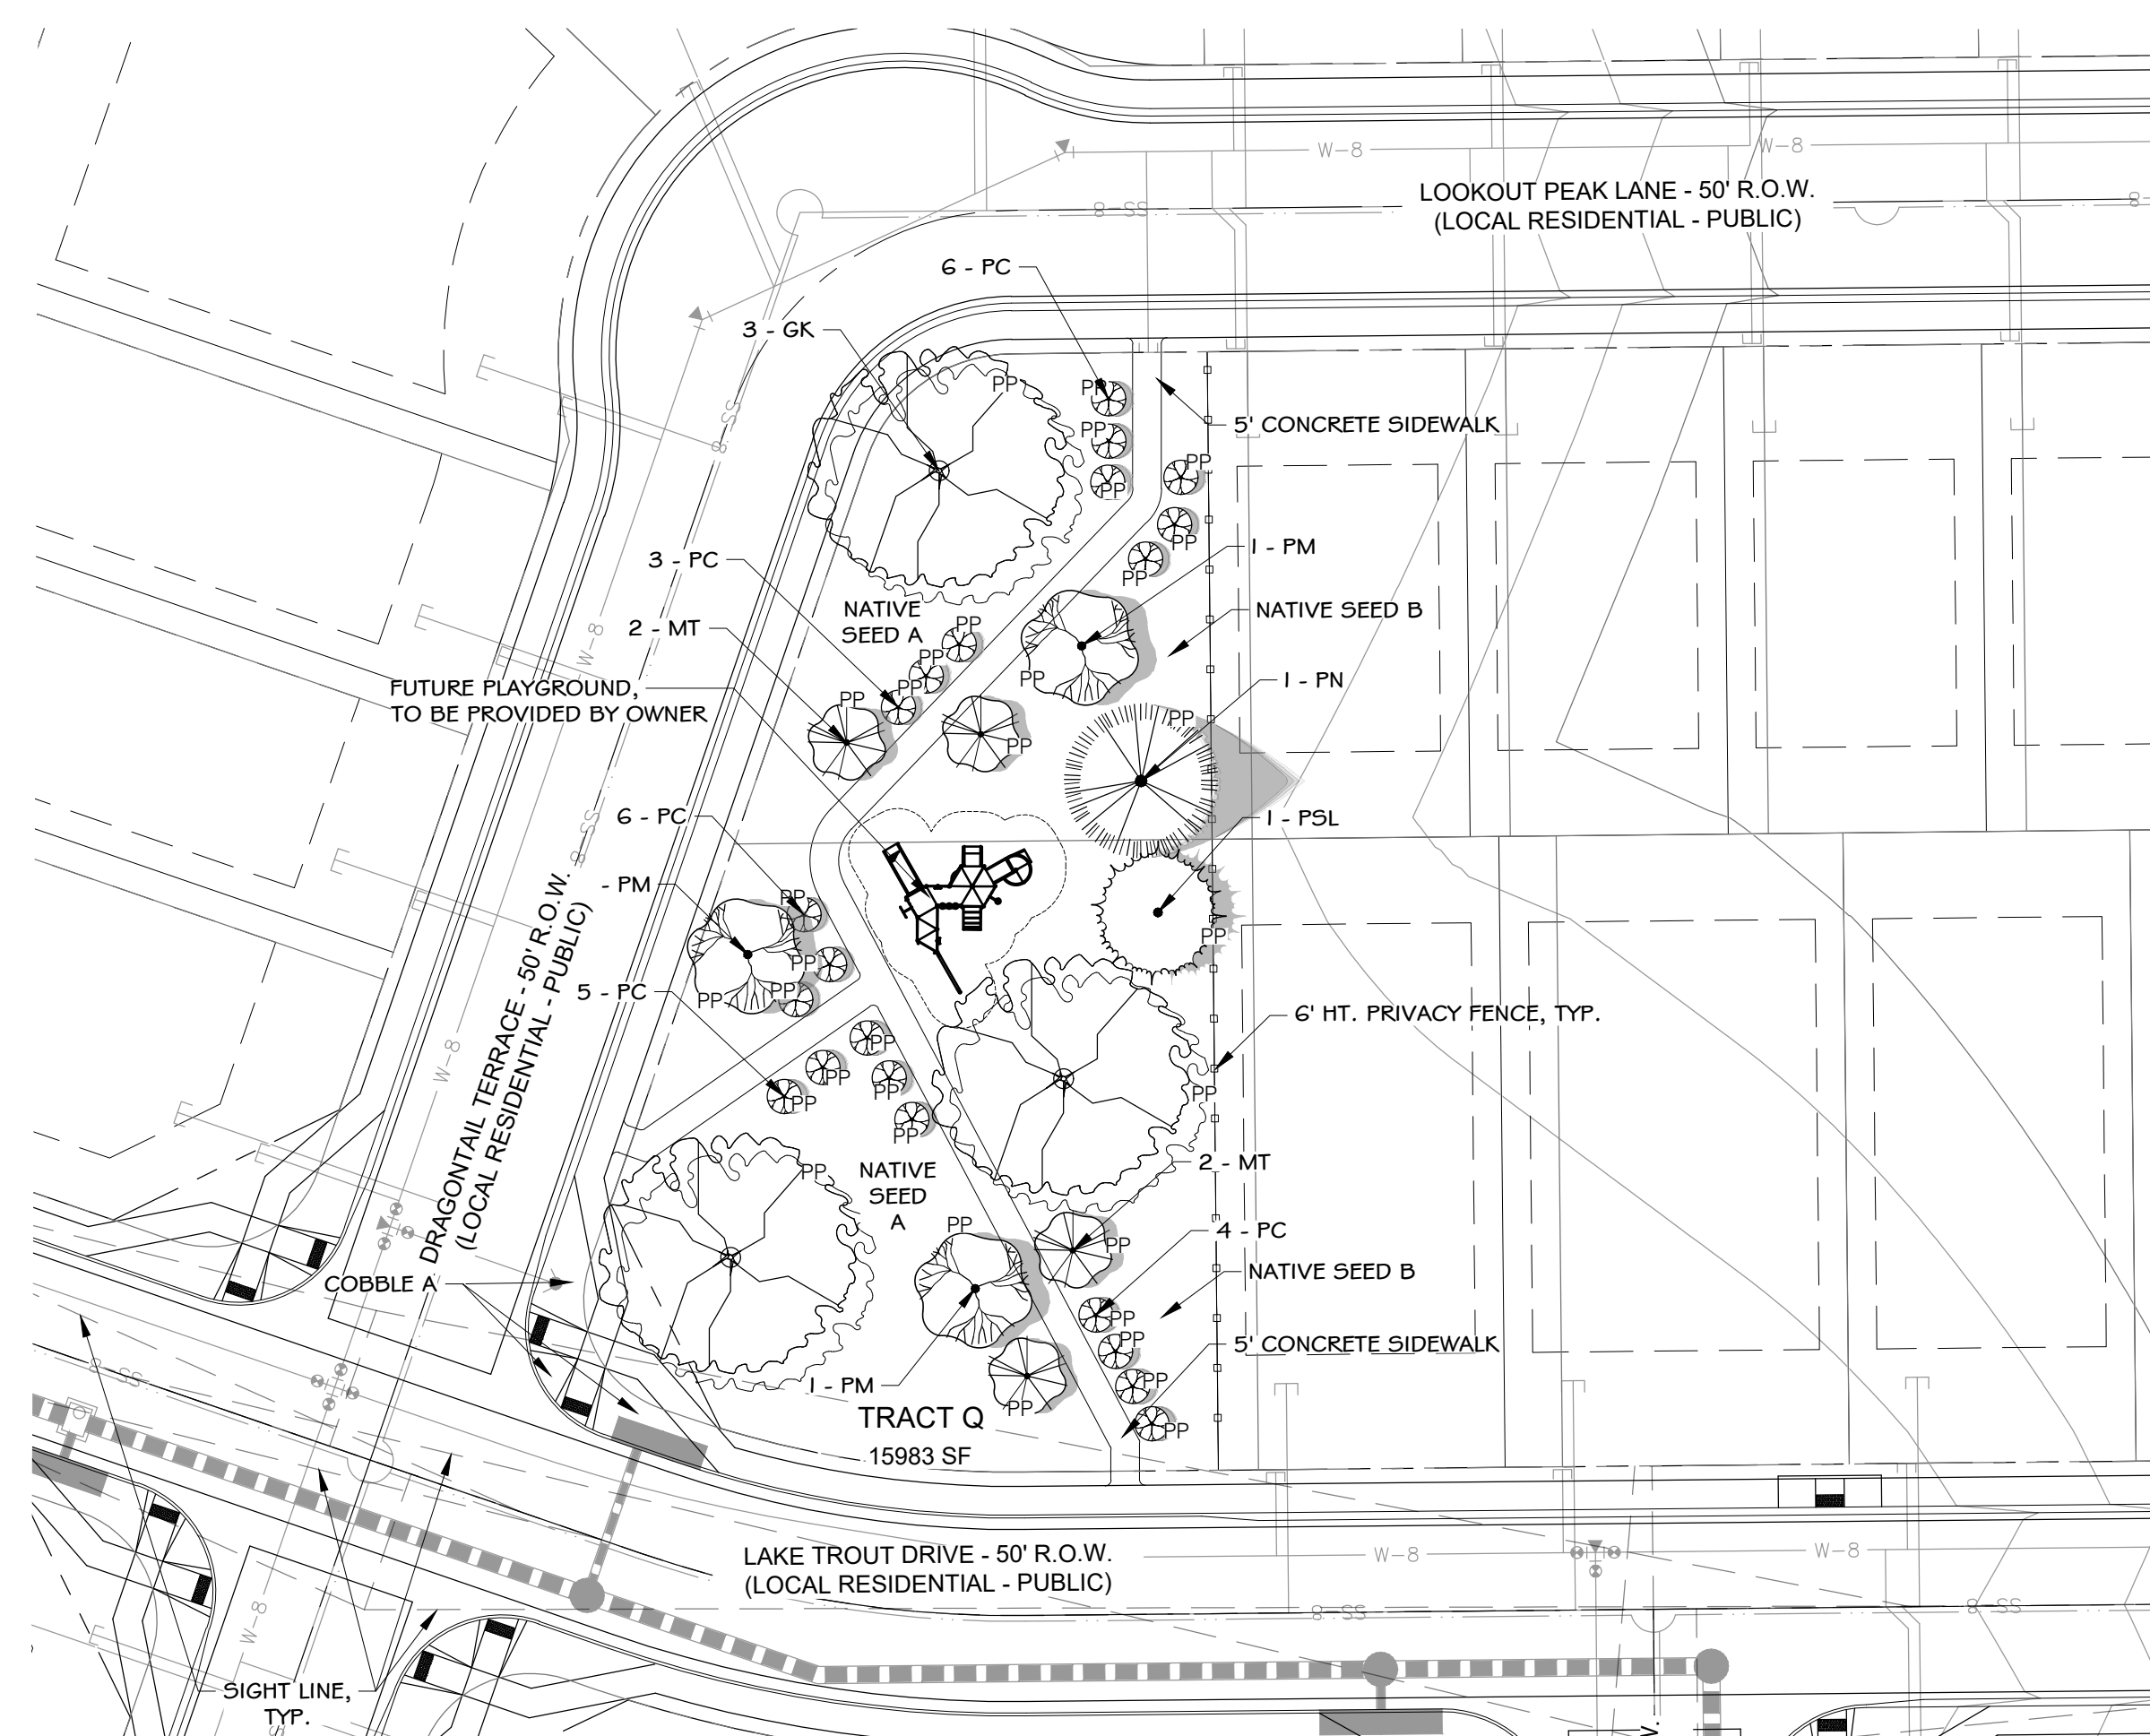 W-8
W-8
8-SS
LOOKOUT PEAK LANE - 50' R.O.W.
(LOCAL RESIDENTIAL - PUBLIC)
6 - PC
3 - GK
PP
PP
8-SS
5' CONCRETE SIDEWALK
PP
PP
PP
PP
1 - PM
3 - PC
PP
NATIVE
SEED A
NATIVE SEED B
2 - MT
PP
W-8
PP
PP
1 - PN
FUTURE PLAYGROUND,
TO BE PROVIDED BY OWNER
PP
PP
PP
PP
6 - PC
1 - PSL
8-SS
- PM
PP
PP
PP
5 - PC
PP
PP
DRAGONTAIL TERRACE - 50' R.O.W.
(LOCAL RESIDENTIAL - PUBLIC)
6' HT. PRIVACY FENCE, TYP.
W-8
PP
PP
PP
PP
PP
PP
2 - MT
PP
NATIVE
SEED
A
PP
4 - PC
PP
NATIVE SEED B
COBBLE A
PP
PP
5' CONCRETE SIDEWALK
8-SS
1 - PM
PP
PP
PP
TRACT Q
15983 SF
LAKE TROUT DRIVE - 50' R.O.W.
(LOCAL RESIDENTIAL - PUBLIC)
W-8
W-8
W-8
8-SS
8-SS
SIGHT LINE,
TYP.
W.